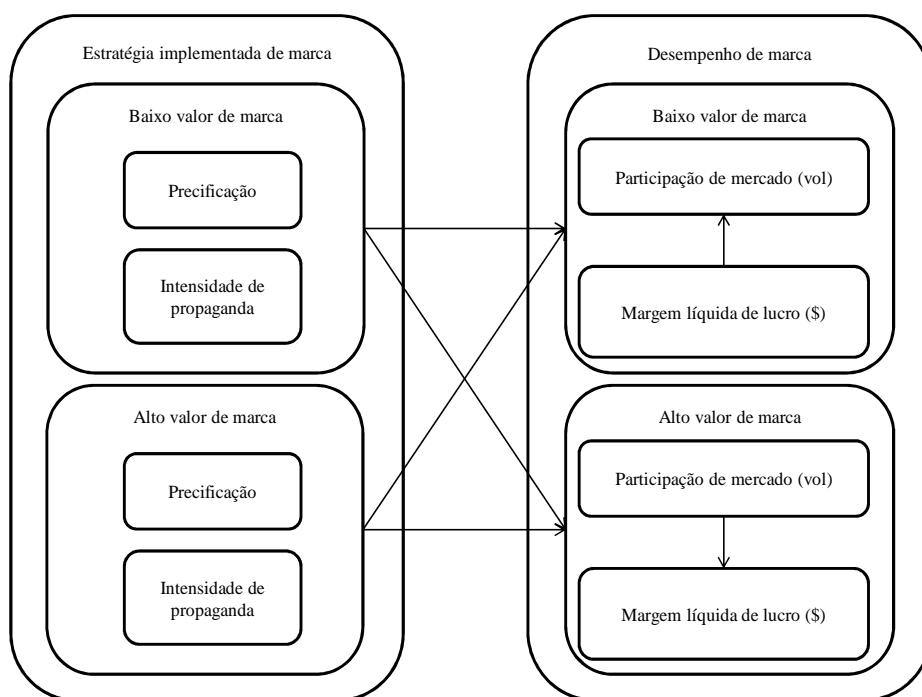 Estratégia implementada de marca
Baixo valor de marca
Precificação
Intensidade de
propaganda
Alto valor de marca
Precificação
Intensidade de
propaganda
Desempenho de marca
Baixo valor de marca
Participação de mercado (vol)
Margem líquida de lucro ($)
Alto valor de marca
Participação de mercado (vol)
Margem líquida de lucro ($)